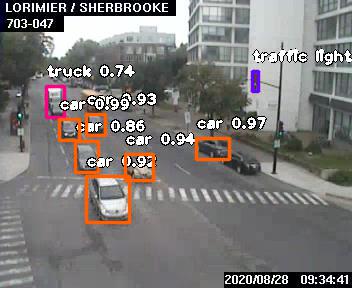 LORIMIER / SHERBROOKE
703-047
traffic light
truck 0.74
car 0.93
car 0.99
car 0.86
car 0.97
car 0.94
car 0.92
2020/08/28 09:34:41